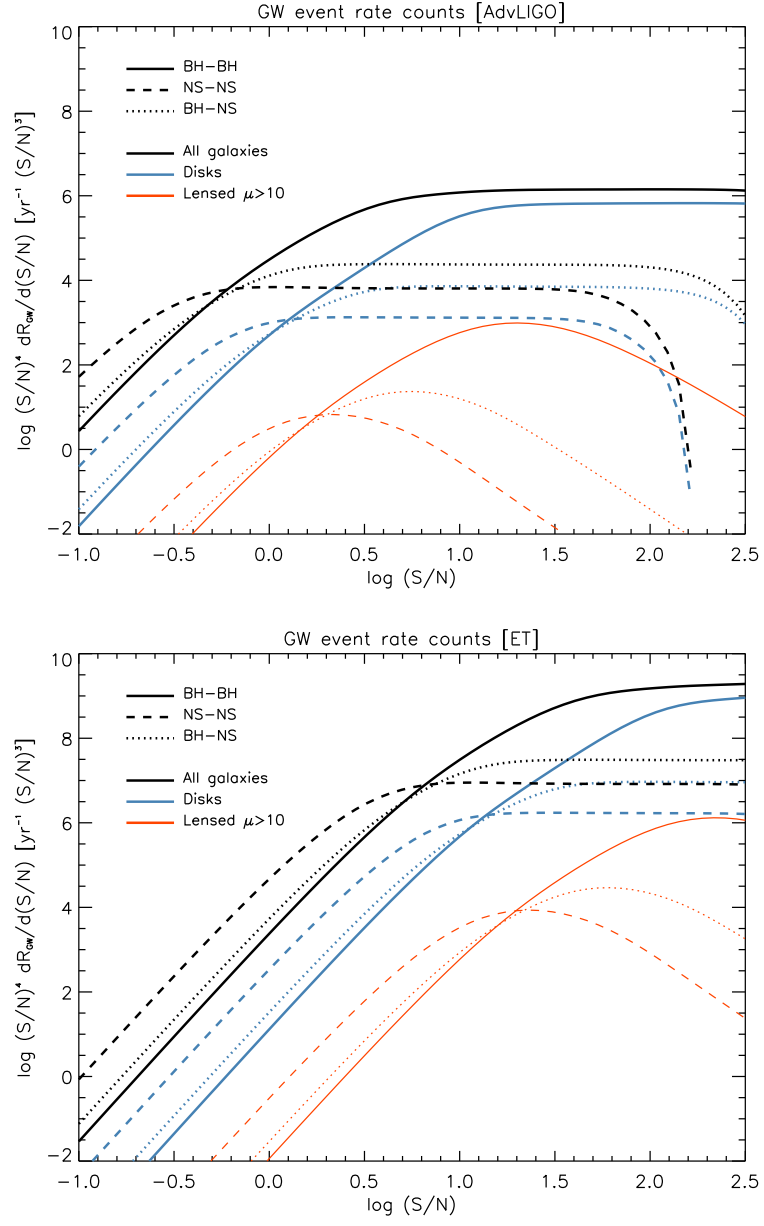 GW event rate counts [AdvLIGO]
10
8
6
4
2
0
−2
log (S/N)⁴ dR_GW/d(S/N) [yr⁻¹ (S/N)³]
BH−BH
NS−NS
BH−NS
All galaxies
Disks
Lensed μ>10
−1.0 −0.5 0.0 0.5 1.0 1.5 2.0 2.5
log (S/N)
GW event rate counts [ET]
10
8
6
4
2
0
−2
log (S/N)⁴ dR_GW/d(S/N) [yr⁻¹ (S/N)³]
BH−BH
NS−NS
BH−NS
All galaxies
Disks
Lensed μ>10
−1.0 −0.5 0.0 0.5 1.0 1.5 2.0 2.5
log (S/N)